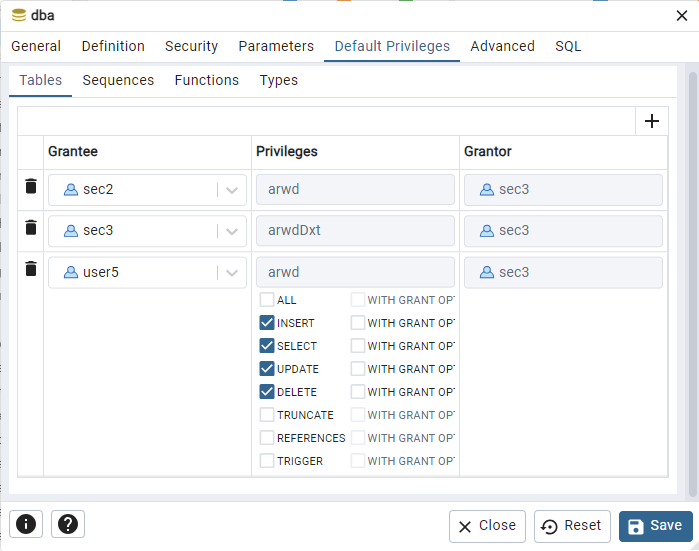 dba
General Definition Security Parameters Default Privileges Advanced SQL
Tables Sequences Functions Types
Grantee Privileges Grantor
sec2 arwd sec3
sec3 arwdDxt sec3
user5 arwd sec3
ALL WITH GRANT OPT
INSERT WITH GRANT OPT
SELECT WITH GRANT OPT
UPDATE WITH GRANT OPT
DELETE WITH GRANT OPT
TRUNCATE WITH GRANT OPT
REFERENCES WITH GRANT OPT
TRIGGER WITH GRANT OPT
Close Reset Save